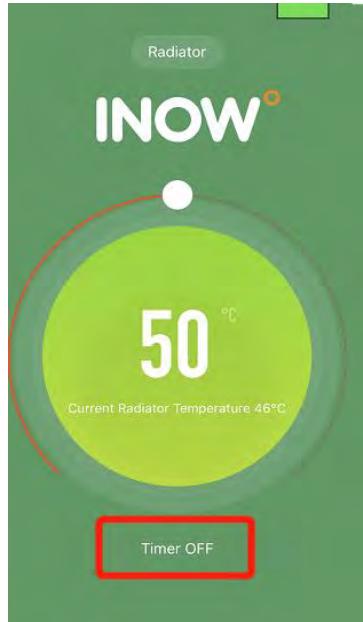 Radiator
INOW°
50 °C
Current Radiator Temperature 46°C
Timer OFF